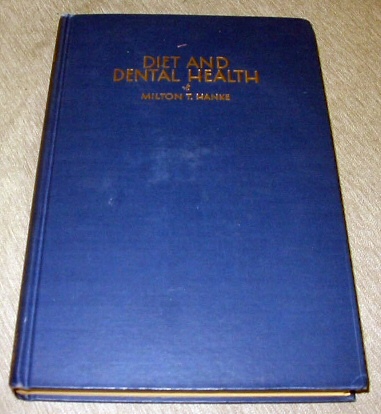 DIET AND
DENTAL HEALTH
MILTON T. HANKE